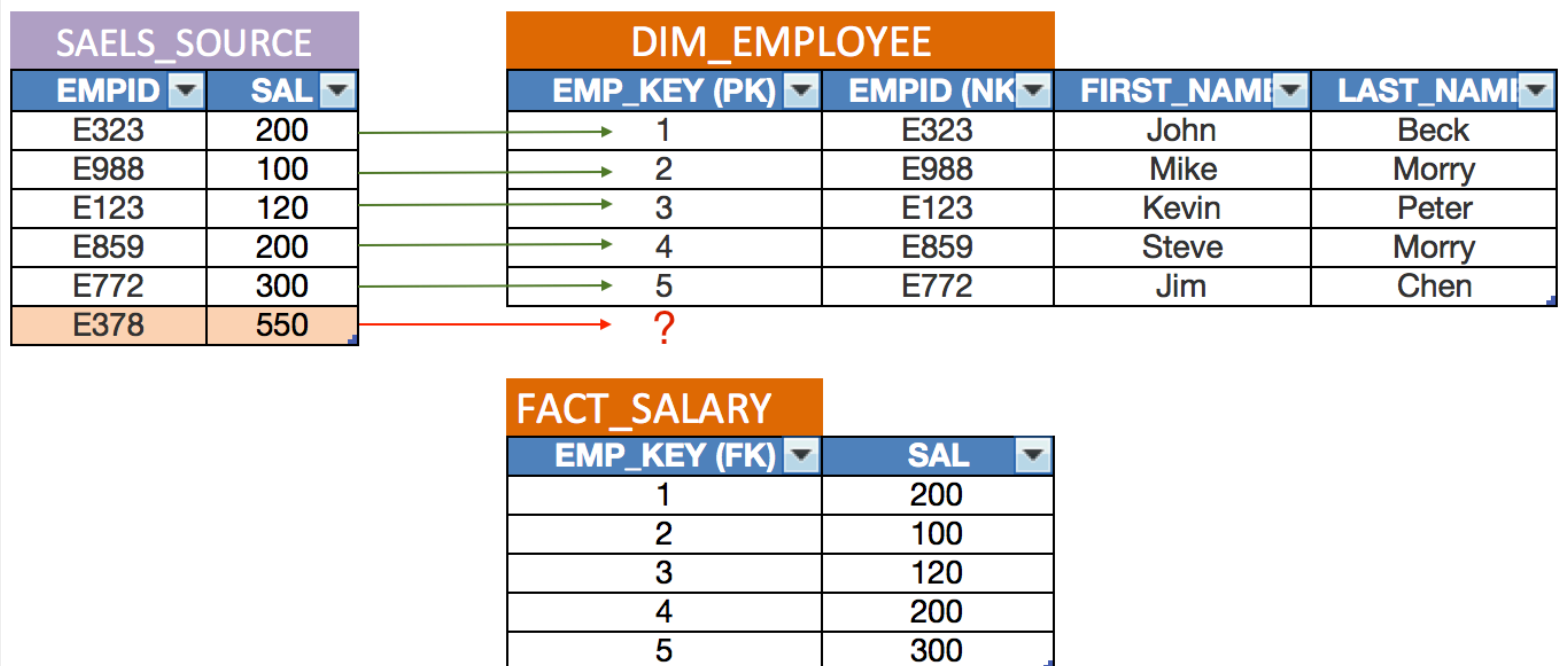 SAELS_SOURCE
EMPID SAL
E323 200
E988 100
E123 120
E859 200
E772 300
E378 550
DIM_EMPLOYEE
EMP_KEY (PK) EMPID (NK FIRST_NAME LAST_NAME
1 E323 John Beck
2 E988 Mike Morry
3 E123 Kevin Peter
4 E859 Steve Morry
5 E772 Jim Chen
?
FACT_SALARY
EMP_KEY (FK) SAL
1 200
2 100
3 120
4 200
5 300